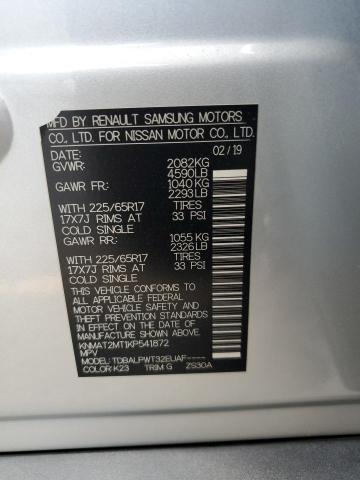 MFD BY RENAULT SAMSUNG MOTORS
CO., LTD. FOR NISSAN MOTOR CO., LTD.
DATE: 02/19
GVWR: 2082KG
4590LB
GAWR FR: 1040 KG
2293LB
WITH 225/65R17 TIRES
17X7J RIMS AT 33 PSI
COLD SINGLE
GAWR RR: 1055 KG
2326LB
WITH 225/65R17 TIRES
17X7J RIMS AT 33 PSI
COLD SINGLE
THIS VEHICLE CONFORMS TO ALL
APPLICABLE U.S. FEDERAL
MOTOR VEHICLE SAFETY, BUMPER,
AND THEFT PREVENTION STANDARDS
IN EFFECT ON THE DATE OF
MANUFACTURE SHOWN ABOVE.
KNMAT2MT1KP541872
MPV
MODEL: TDBALPWT32EUAF----
COLOR: K23 TRIM: G ZS30A